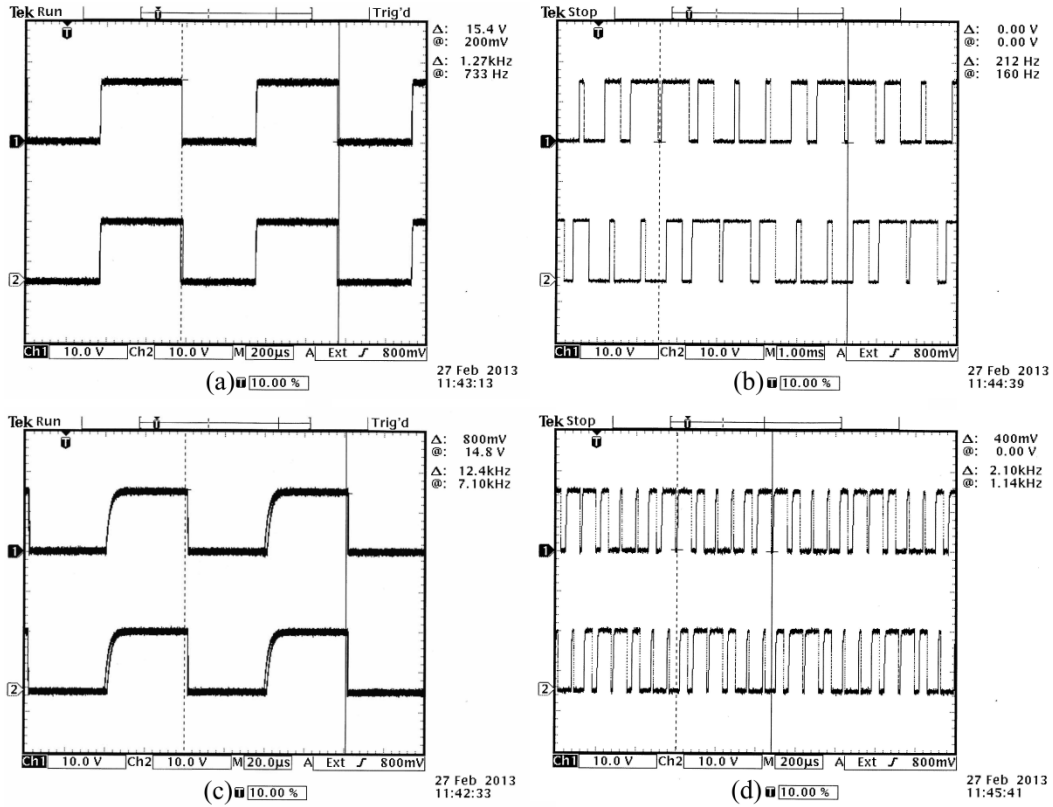 Tek Run Trig'd
T
T
Δ: 15.4 V
@: 200mV
Δ: 1.27kHz
@: 733 Hz
1
2
Ch1 10.0 V Ch2 10.0 V M 200µs A Ext ʃ 800mV
27 Feb 2013
11:43:13
(a) T 10.00 %
Tek Stop
T
T
Δ: 0.00 V
@: 0.00 V
Δ: 212 Hz
@: 160 Hz
1
2
Ch1 10.0 V Ch2 10.0 V M 1.00ms A Ext ʃ 800mV
27 Feb 2013
11:44:39
(b) T 10.00 %
Tek Run Trig'd
T
T
Δ: 800mV
@: 14.8 V
Δ: 12.4kHz
@: 7.10kHz
1
2
Ch1 10.0 V Ch2 10.0 V M 20.0µs A Ext ʃ 800mV
27 Feb 2013
11:42:33
(c) T 10.00 %
Tek Stop
T
T
Δ: 400mV
@: 0.00 V
Δ: 2.10kHz
@: 1.14kHz
1
2
Ch1 10.0 V Ch2 10.0 V M 200µs A Ext ʃ 800mV
27 Feb 2013
11:45:41
(d) T 10.00 %